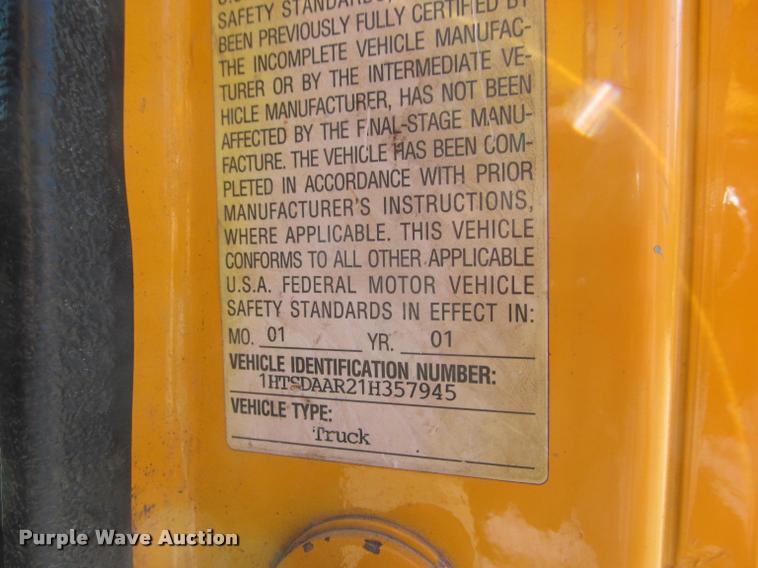 SAFETY STANDARDS,
BEEN PREVIOUSLY FULLY CERTIFIED BY
THE INCOMPLETE VEHICLE MANUFAC-
TURER OR BY THE INTERMEDIATE VE-
HICLE MANUFACTURER, HAS NOT BEEN
AFFECTED BY THE FINAL-STAGE MANU-
FACTURE. THE VEHICLE HAS BEEN COM-
PLETED IN ACCORDANCE WITH PRIOR
MANUFACTURER'S INSTRUCTIONS,
WHERE APPLICABLE. THIS VEHICLE
CONFORMS TO ALL OTHER APPLICABLE
U.S.A. FEDERAL MOTOR VEHICLE
SAFETY STANDARDS IN EFFECT IN:
MO. 01 YR. 01
VEHICLE IDENTIFICATION NUMBER:
1HTSDAAR21H357945
VEHICLE TYPE:
Truck
Purple Wave Auction